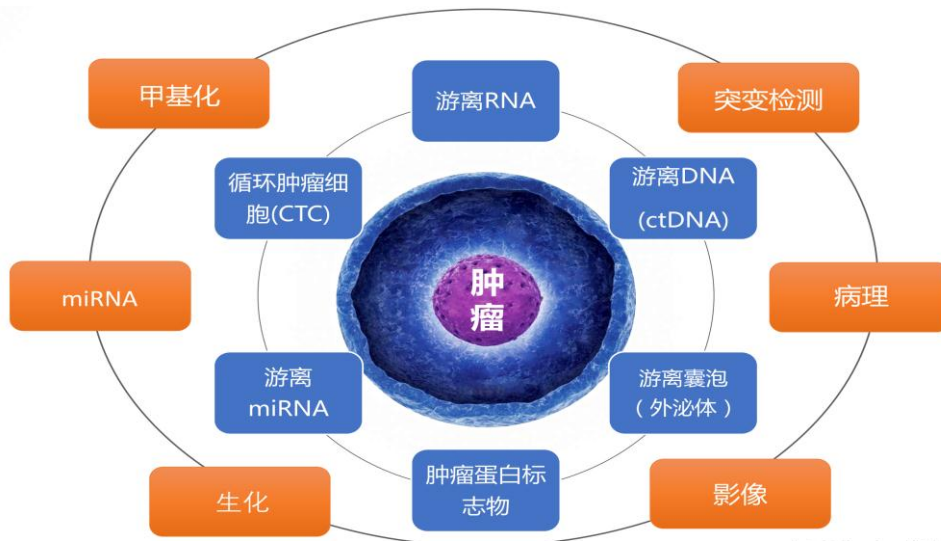 甲基化
游离RNA
突变检测
循环肿瘤细
胞(CTC)
游离DNA
(ctDNA)
miRNA
肿
瘤
病理
游离
miRNA
游离囊泡
（外泌体）
生化
肿瘤蛋白标
志物
影像